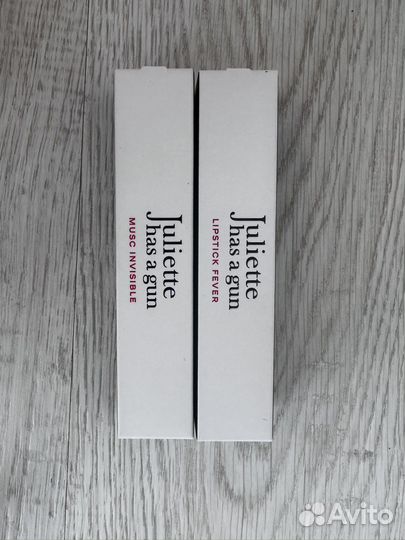 Juliette
has a gun
MUSC INVISIBLE
Juliette
has a gun
LIPSTICK FEVER
Avito